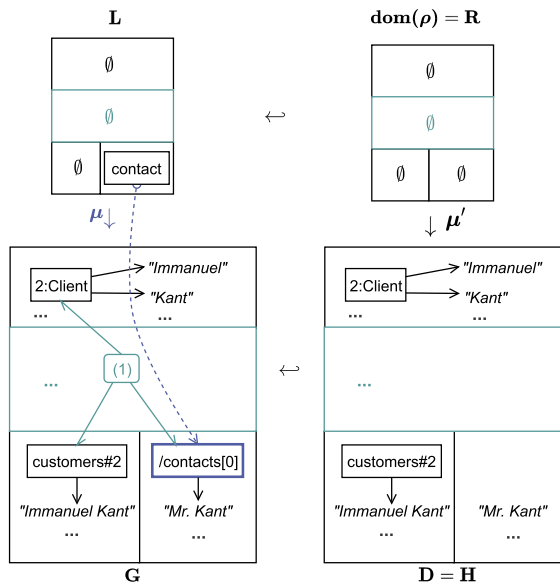 L
dom(ρ) = R
∅
∅
∅
∅
↩
∅
contact
∅
∅
μ
μ′
2:Client
"Immanuel"
"Kant"
...
...
2:Client
"Immanuel"
"Kant"
...
...
...
(1)
↩
...
customers#2
/contacts[0]
customers#2
"Immanuel Kant"
"Mr. Kant"
"Immanuel Kant"
"Mr. Kant"
...
...
...
...
G
D = H